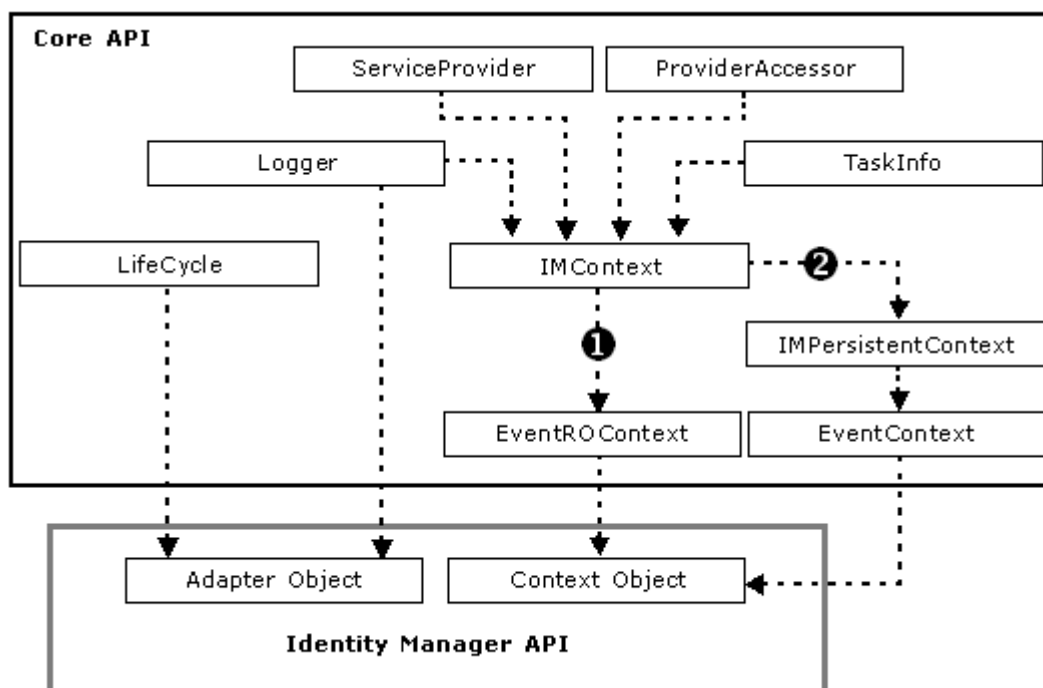 Core API
ServiceProvider
ProviderAccessor
Logger
TaskInfo
LifeCycle
IMContext
2
1
IMPersistentContext
EventROContext
EventContext
Adapter Object
Context Object
Identity Manager API